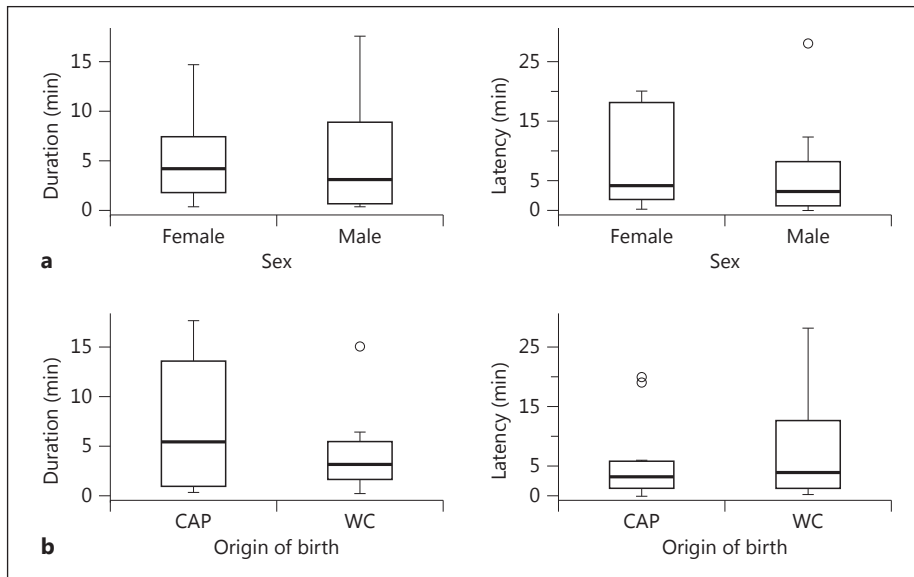 Duration (min)
15
10
5
0
Female
Male
Sex
a
Latency (min)
25
15
5
0
Female
Male
Sex
Duration (min)
15
10
5
0
CAP
WC
Origin of birth
b
Latency (min)
25
15
5
0
CAP
WC
Origin of birth